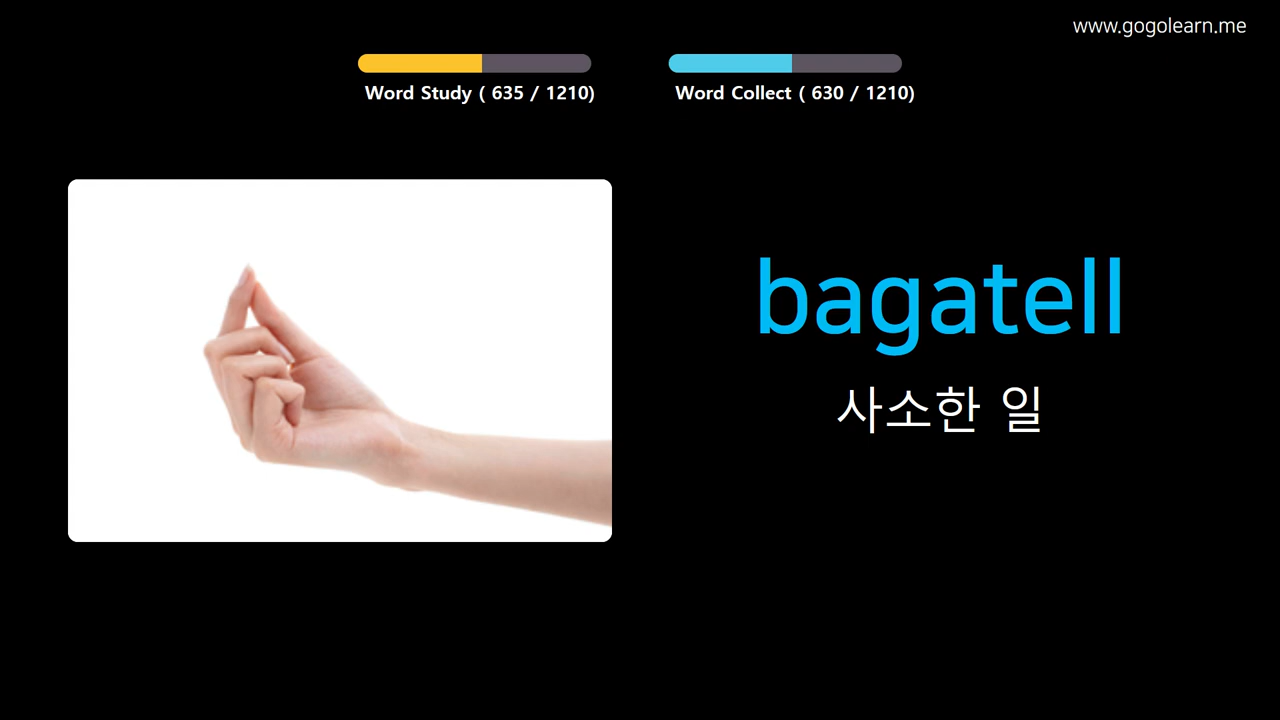 www.gogolearn.me
Word Study ( 635 / 1210)
Word Collect ( 630 / 1210)
bagatell
사소한 일